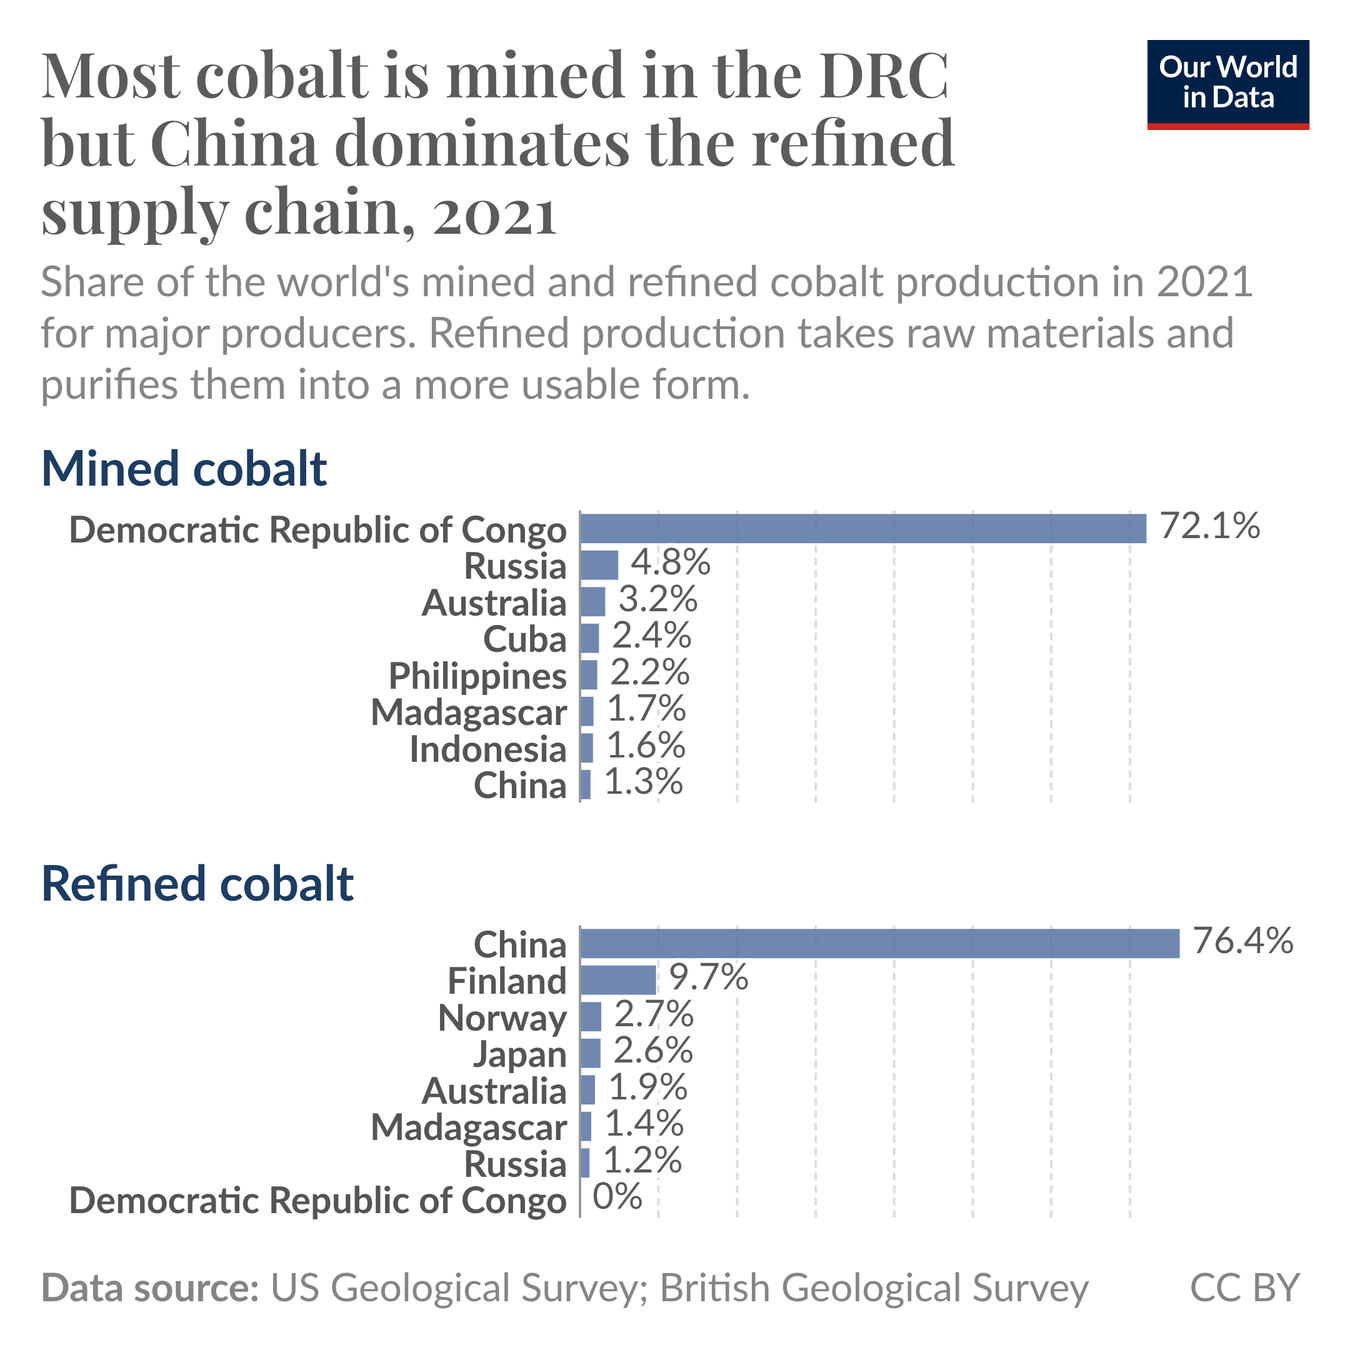 Most cobalt is mined in the DRC
but China dominates the refined
supply chain, 2021
Our World
in Data
Share of the world's mined and refined cobalt production in 2021
for major producers. Refined production takes raw materials and
purifies them into a more usable form.
Mined cobalt
Democratic Republic of Congo 72.1%
Russia 4.8%
Australia 3.2%
Cuba 2.4%
Philippines 2.2%
Madagascar 1.7%
Indonesia 1.6%
China 1.3%
Refined cobalt
China 76.4%
Finland 9.7%
Norway 2.7%
Japan 2.6%
Australia 1.9%
Madagascar 1.4%
Russia 1.2%
Democratic Republic of Congo 0%
Data source: US Geological Survey; British Geological Survey CC BY